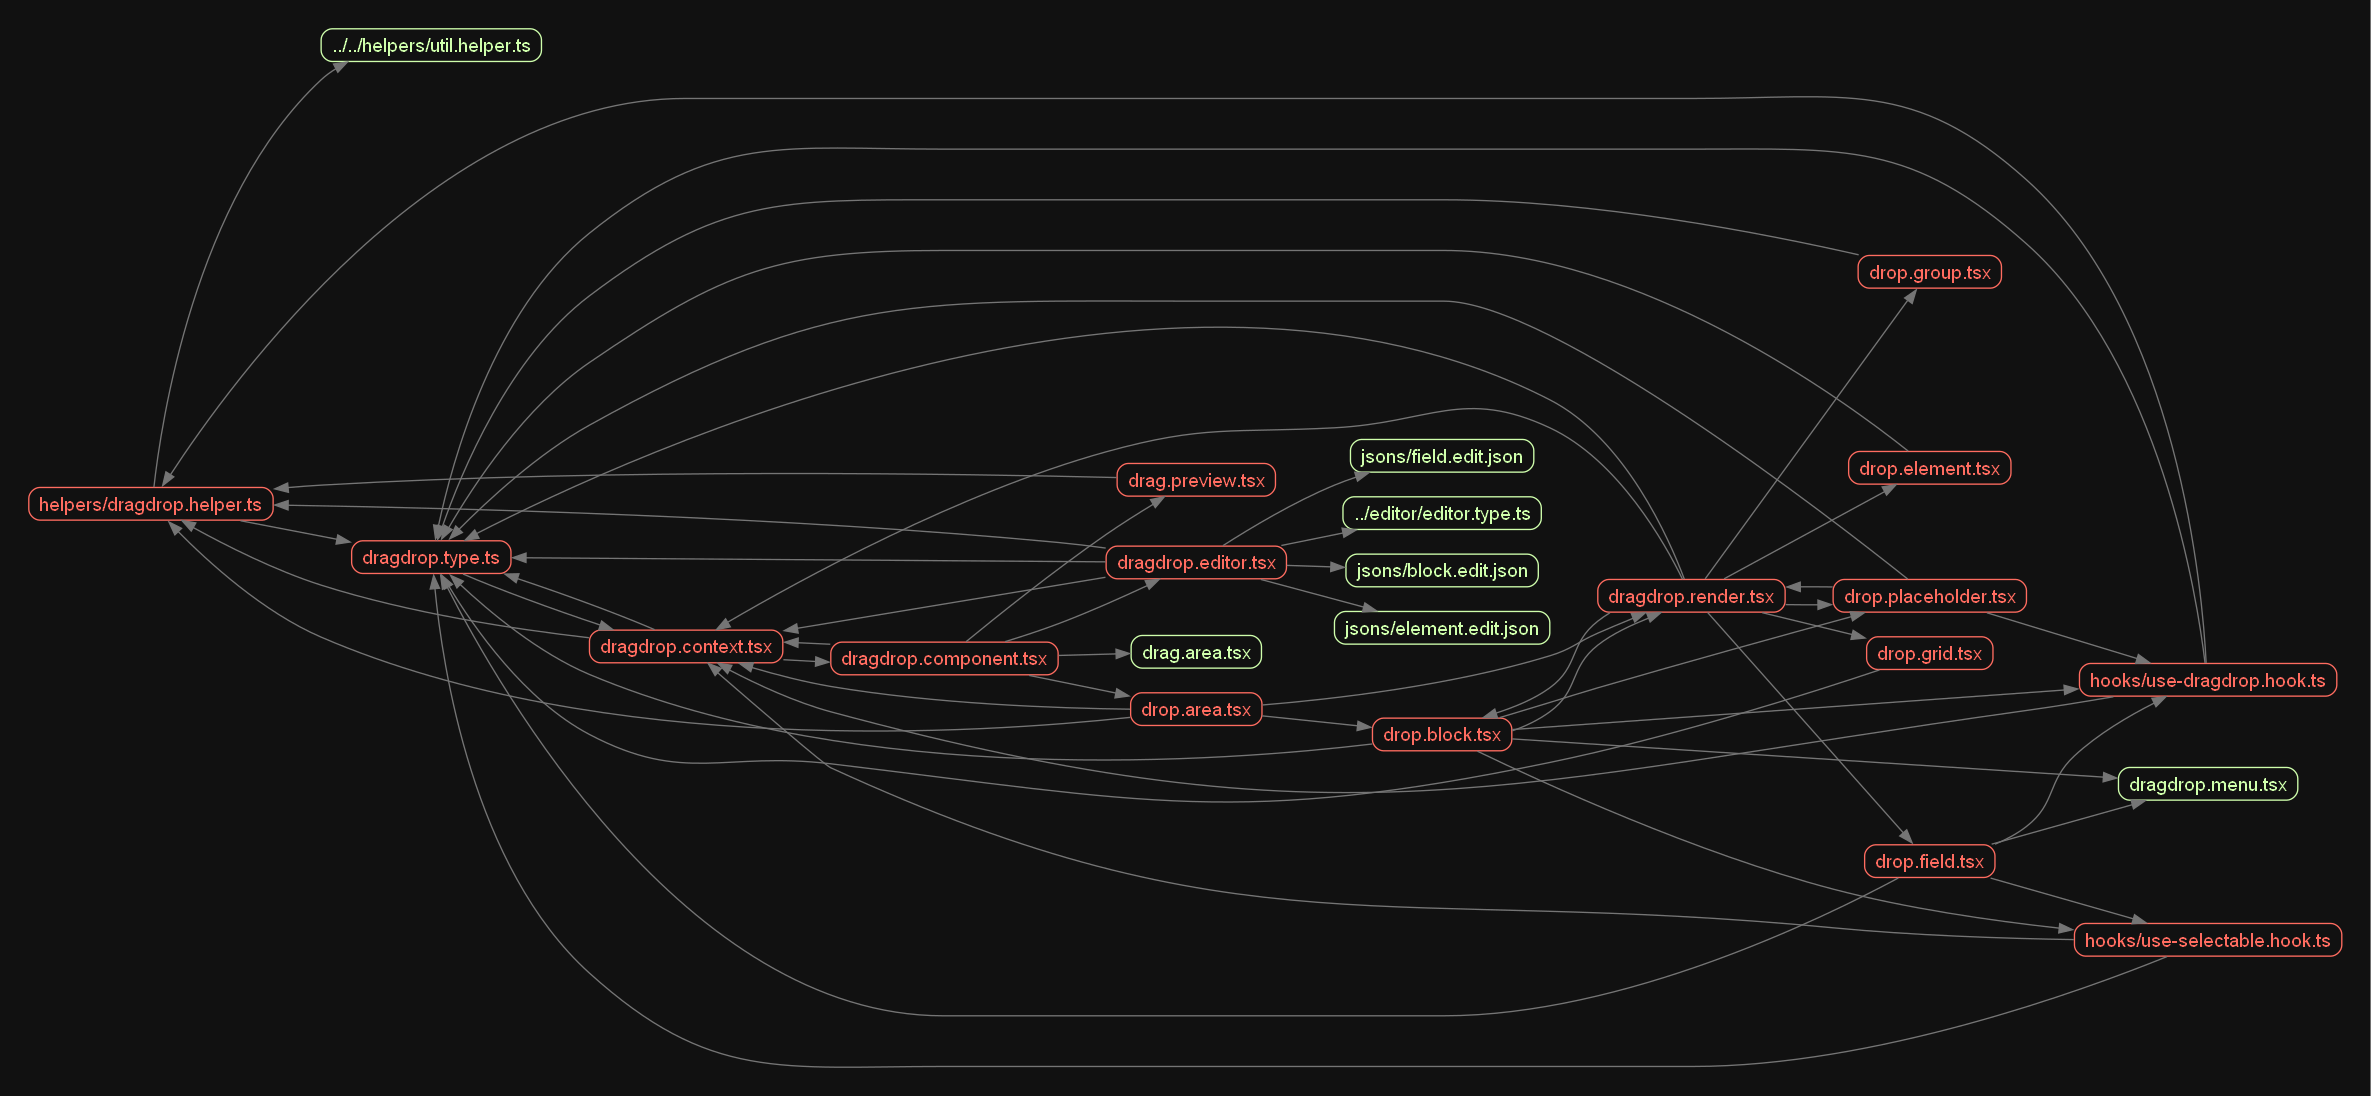 ../../helpers/util.helper.ts
drop.group.tsx
jsons/field.edit.json
drop.element.tsx
drag.preview.tsx
helpers/dragdrop.helper.ts
../editor/editor.type.ts
dragdrop.type.ts
dragdrop.editor.tsx
jsons/block.edit.json
dragdrop.render.tsx
drop.placeholder.tsx
jsons/element.edit.json
dragdrop.context.tsx
drag.area.tsx
drop.grid.tsx
dragdrop.component.tsx
hooks/use-dragdrop.hook.ts
drop.area.tsx
drop.block.tsx
dragdrop.menu.tsx
drop.field.tsx
hooks/use-selectable.hook.ts